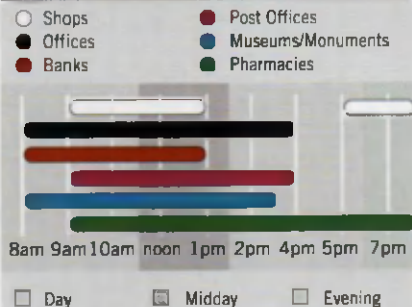 Shops
Offices
Banks
Post Offices
Museums/Monuments
Pharmacies
8am 9am 10am noon 1pm 2pm 4pm 5pm 7pm
Day Midday Evening